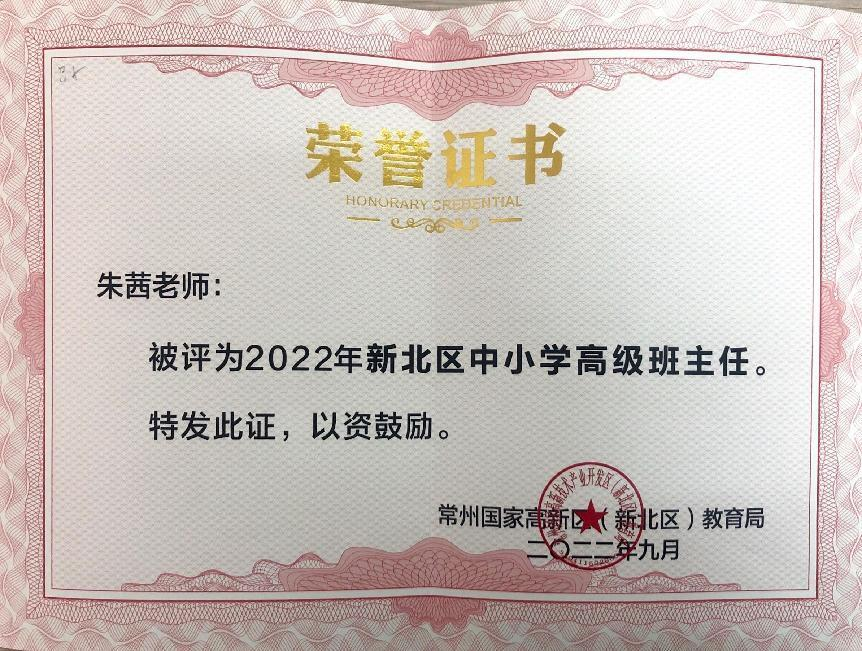 荣誉证书
HONORARY CREDENTIAL
朱茜老师：
被评为2022年新北区中小学高级班主任。
特发此证，以资鼓励。
常州国家高新区（新北区）教育局
二〇二二年九月